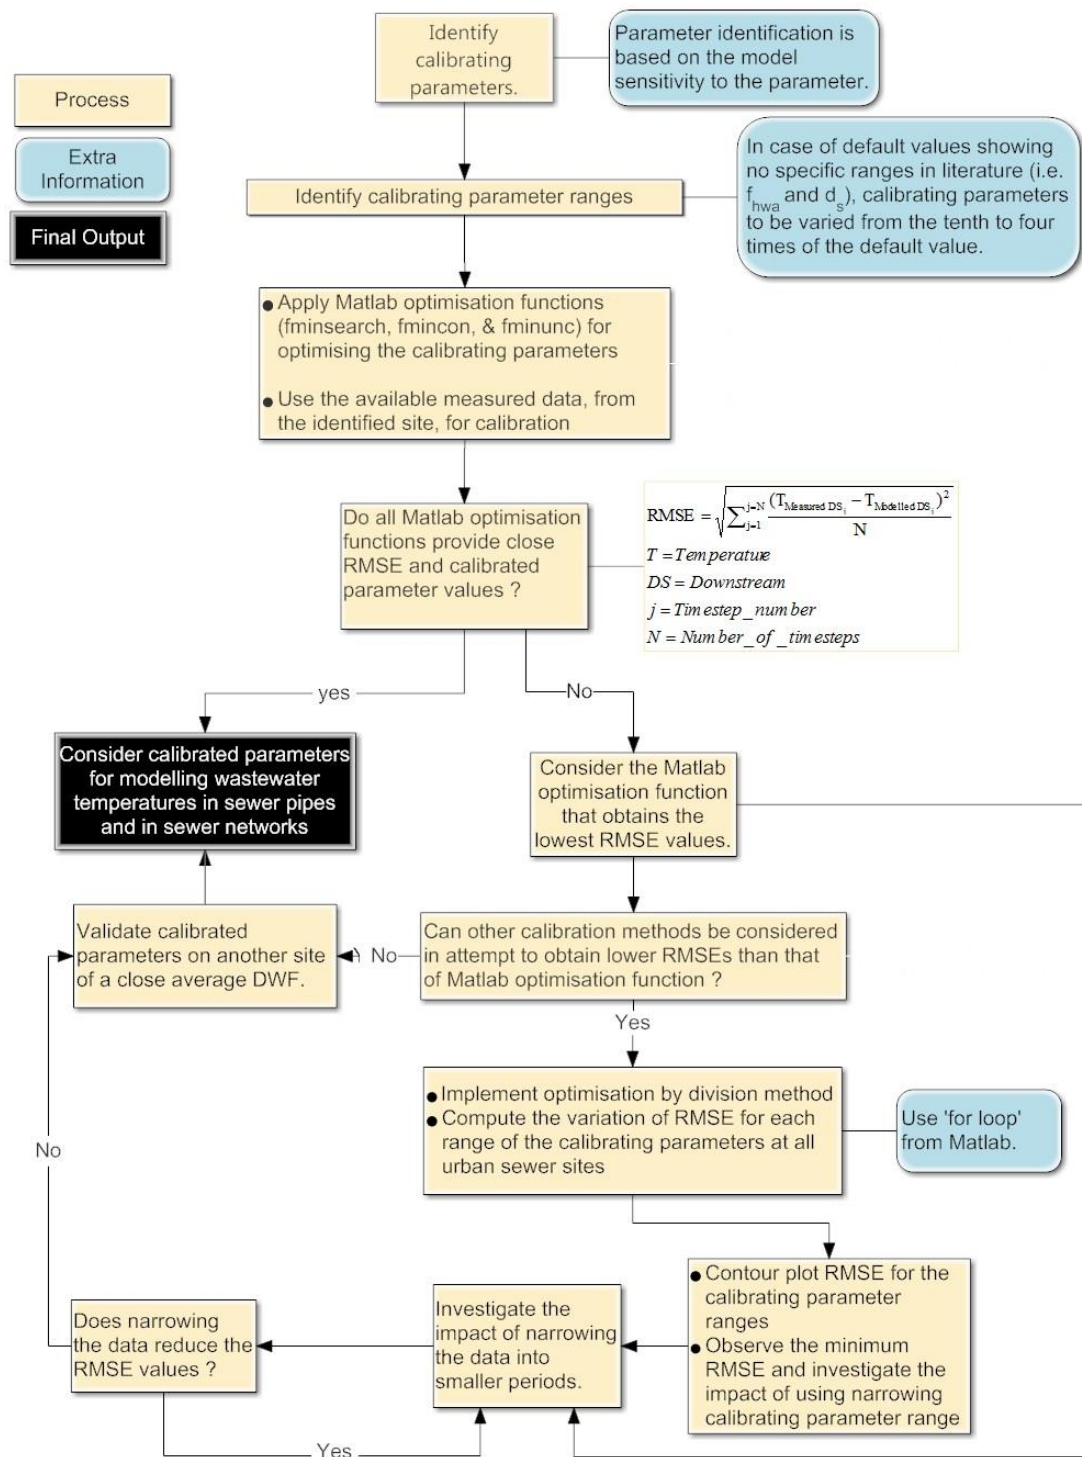 Identify
calibrating
parameters.
Parameter identification is
based on the model
sensitivity to the parameter.
Process
Extra
Information
Final Output
In case of default values showing
no specific ranges in literature (i.e.
f_hwa and d_s), calibrating parameters
to be varied from the tenth to four
times of the default value.
Identify calibrating parameter ranges
● Apply Matlab optimisation functions
(fminsearch, fmincon, & fminunc) for
optimising the calibrating parameters
● Use the available measured data, from
the identified site, for calibration
Do all Matlab optimisation
functions provide close
RMSE and calibrated
parameter values ?
RMSE = √∑_{j=1}^{j=N} (T_{Measured DS_i} − T_{Modelled DS_i})² / N
T = Temperature
DS = Downstream
j = Timestep_number
N = Number_of_timesteps
yes
No
Consider calibrated parameters
for modelling wastewater
temperatures in sewer pipes
and in sewer networks
Consider the Matlab
optimisation function
that obtains the
lowest RMSE values.
Validate calibrated
parameters on another site
of a close average DWF.
No
Can other calibration methods be considered
in attempt to obtain lower RMSEs than that
of Matlab optimisation function ?
Yes
● Implement optimisation by division method
● Compute the variation of RMSE for each
range of the calibrating parameters at all
urban sewer sites
Use 'for loop'
from Matlab.
No
● Contour plot RMSE for the
calibrating parameter
ranges
● Observe the minimum
RMSE and investigate the
impact of using narrowing
calibrating parameter range
Investigate the
impact of narrowing
the data into
smaller periods.
Does narrowing
the data reduce the
RMSE values ?
Yes